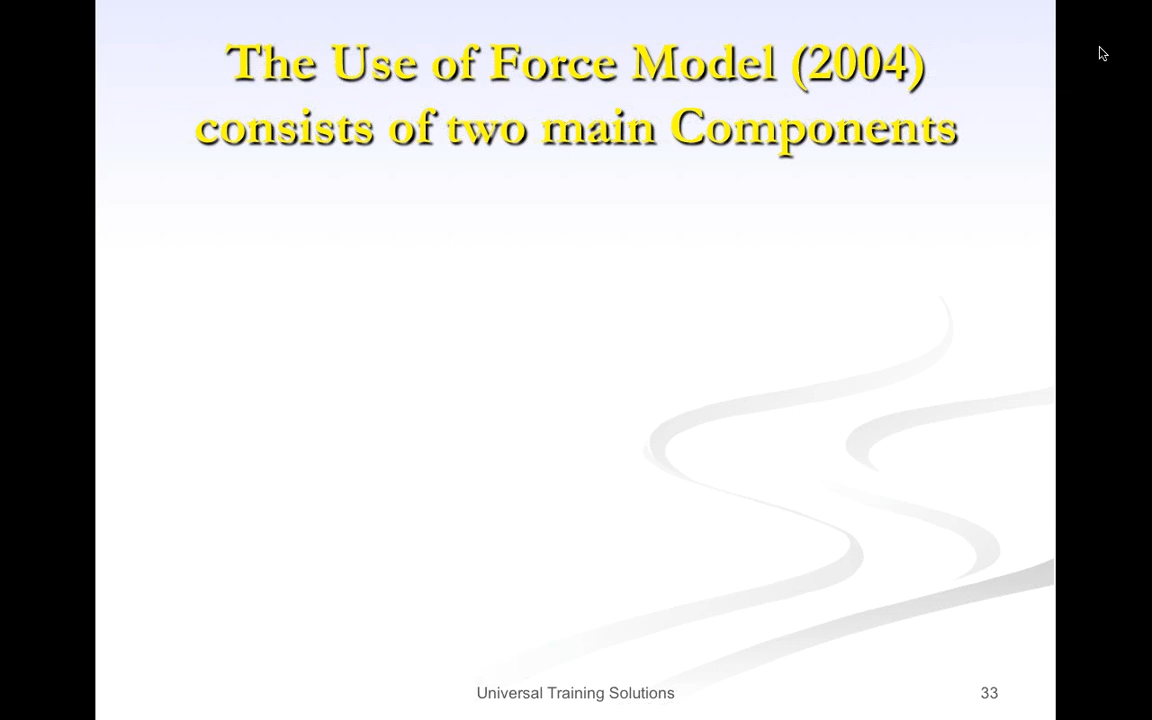 The Use of Force Model (2004)
consists of two main Components
Universal Training Solutions
33